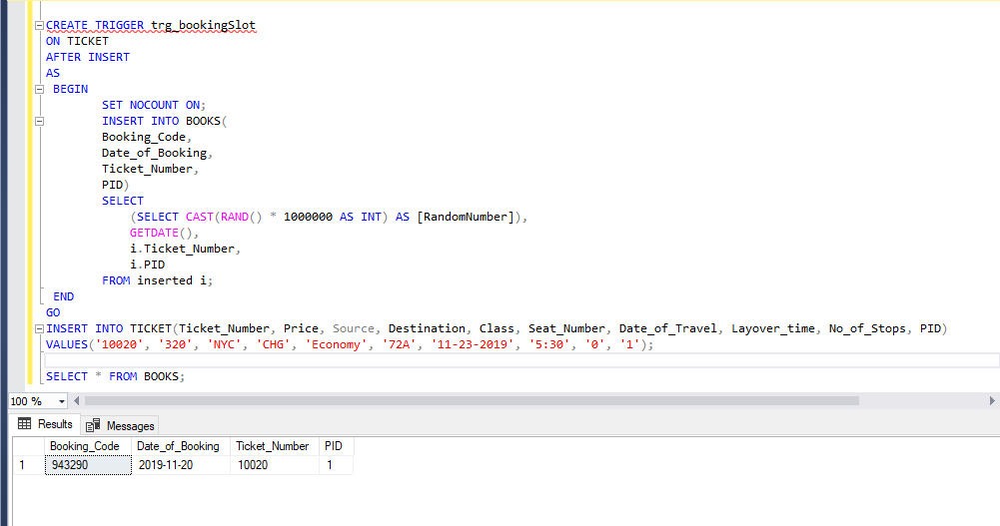 CREATE TRIGGER trg_bookingSlot
ON TICKET
AFTER INSERT
AS
BEGIN
SET NOCOUNT ON;
INSERT INTO BOOKS(
Booking_Code,
Date_of_Booking,
Ticket_Number,
PID)
SELECT
(SELECT CAST(RAND() * 1000000 AS INT) AS [RandomNumber]),
GETDATE(),
i.Ticket_Number,
i.PID
FROM inserted i;
END
GO
INSERT INTO TICKET(Ticket_Number, Price, Source, Destination, Class, Seat_Number, Date_of_Travel, Layover_time, No_of_Stops, PID)
VALUES('10020', '320', 'NYC', 'CHG', 'Economy', '72A', '11-23-2019', '5:30', '0', '1');
SELECT * FROM BOOKS;
100 %
Results Messages
Booking_Code Date_of_Booking Ticket_Number PID
1 943290 2019-11-20 10020 1